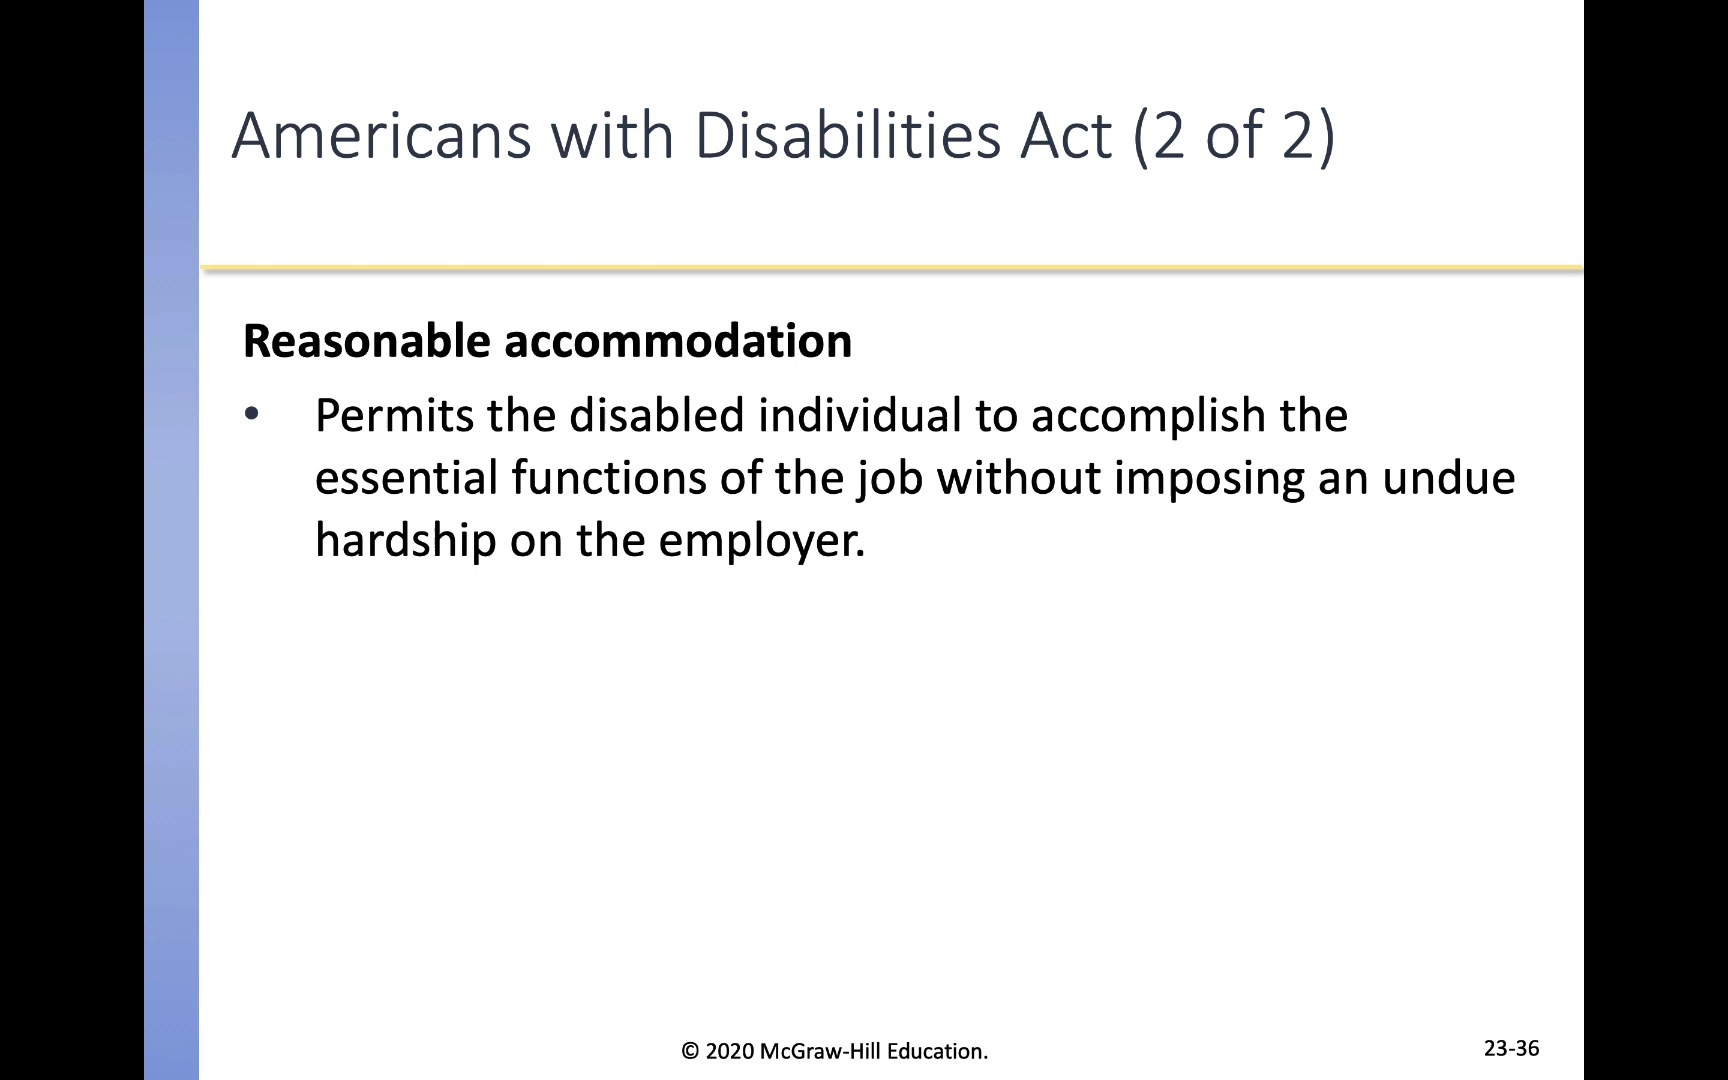 Americans with Disabilities Act (2 of 2)
Reasonable accommodation
• Permits the disabled individual to accomplish the
essential functions of the job without imposing an undue
hardship on the employer.
© 2020 McGraw-Hill Education.
23-36